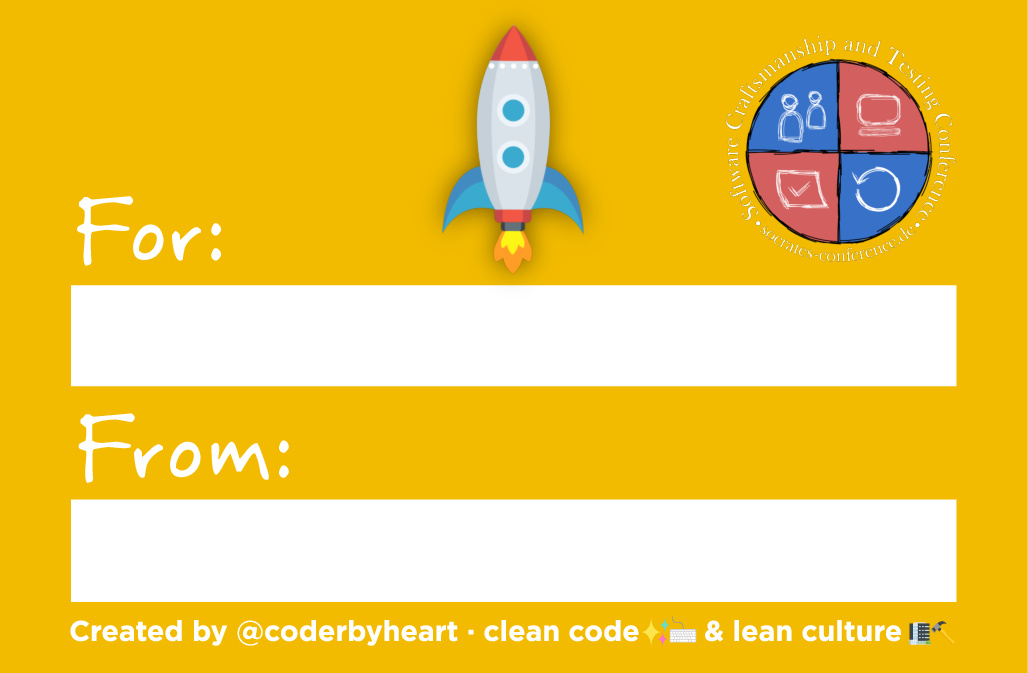 Software Craftsmanship and Testing Conference
• socrates-conference.de •
For:
From:
Created by @coderbyheart · clean code✨⌨️ & lean culture 🎛⛏